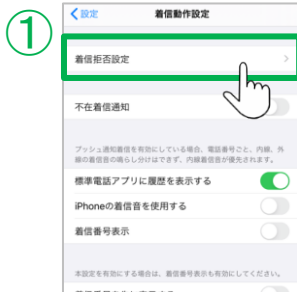 ①
設定
着信動作設定
着信拒否設定
不在着信通知
プッシュ通知着信を有効にしている場合、電話番号ごと、内線、外
線の着信音の鳴らし分けはできず、内線着信音が優先されます。
標準電話アプリに履歴を表示する
iPhoneの着信音を使用する
着信番号表示
本設定を有効にする場合は、着信番号表示も有効にしてください。